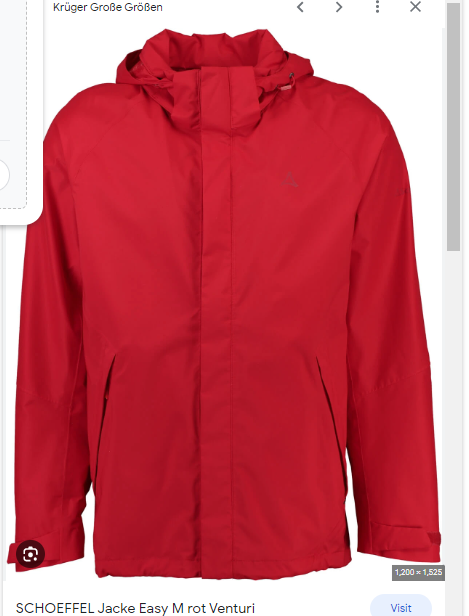 Krüger Große Größen
1,200 × 1,525
SCHOEFFEL Jacke Easy M rot Venturi
Visit